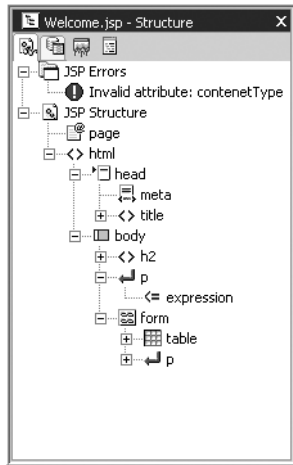 Welcome.jsp - Structure
JSP Errors
Invalid attribute: contenetType
JSP Structure
page
html
head
meta
title
body
h2
p
expression
form
table
p